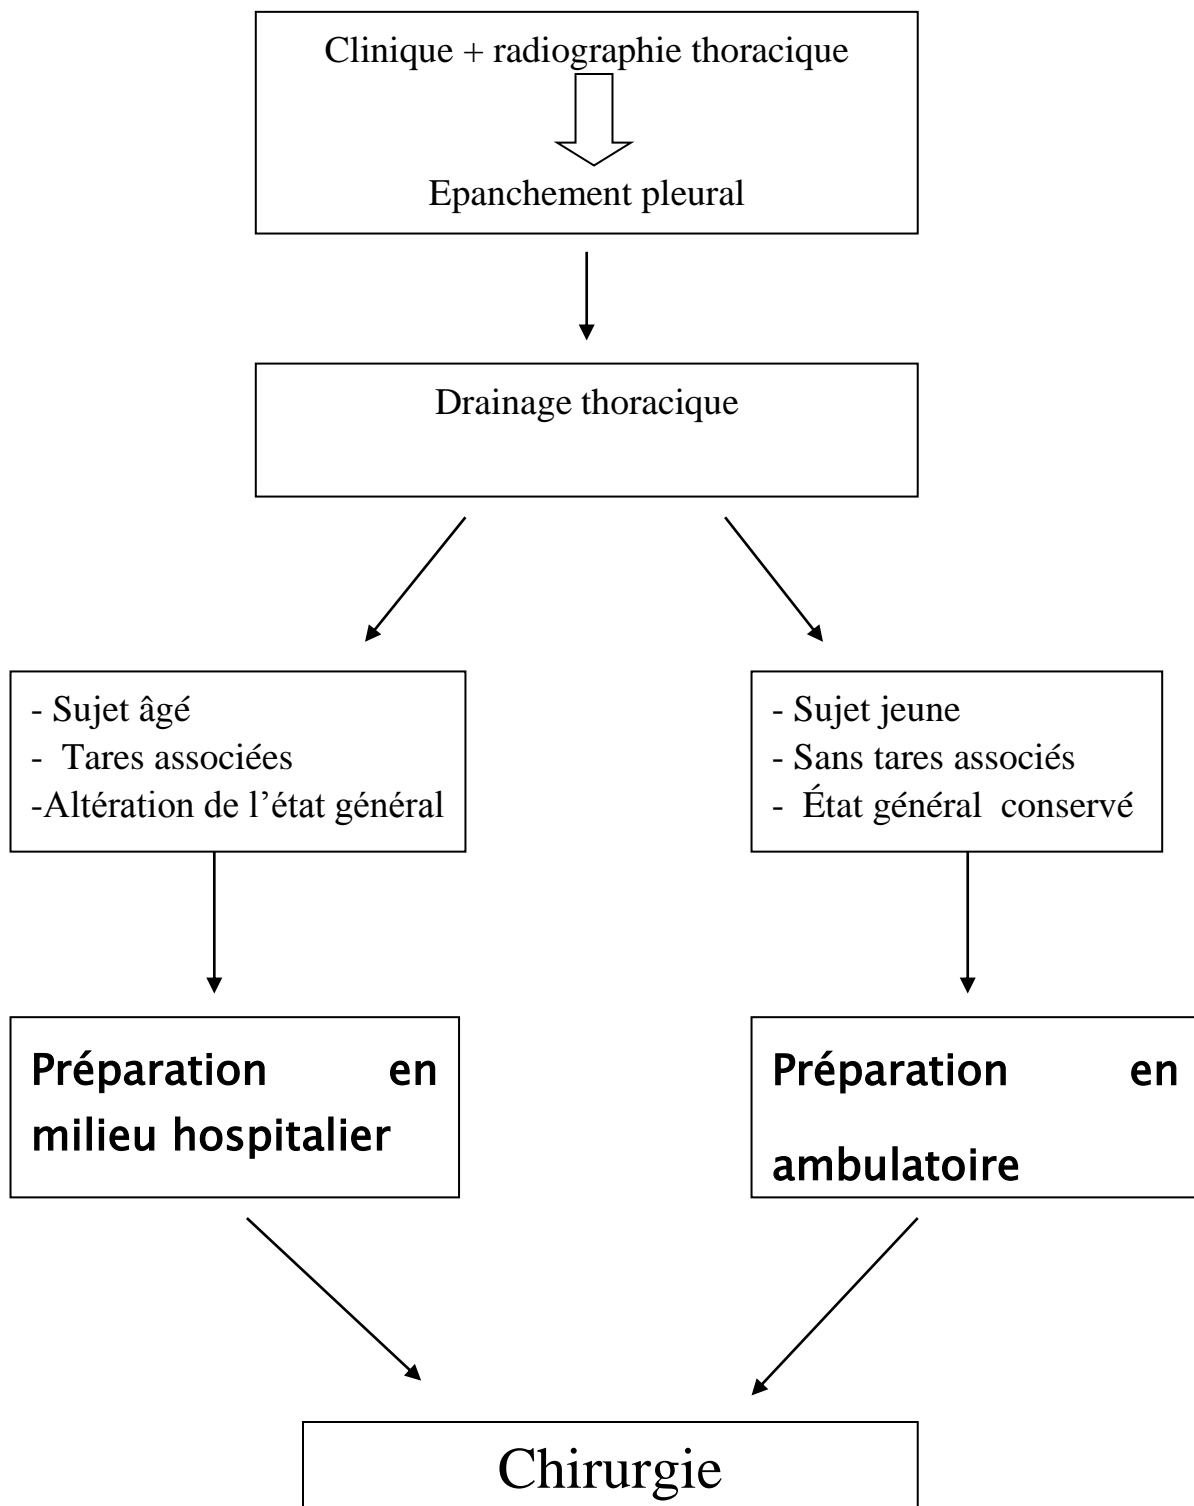 Clinique + radiographie thoracique
Epanchement pleural
Drainage thoracique
- Sujet âgé
- Tares associées
-Altération de l’état général
- Sujet jeune
- Sans tares associés
- État général conservé
Préparation en
milieu hospitalier
Préparation en
ambulatoire
Chirurgie